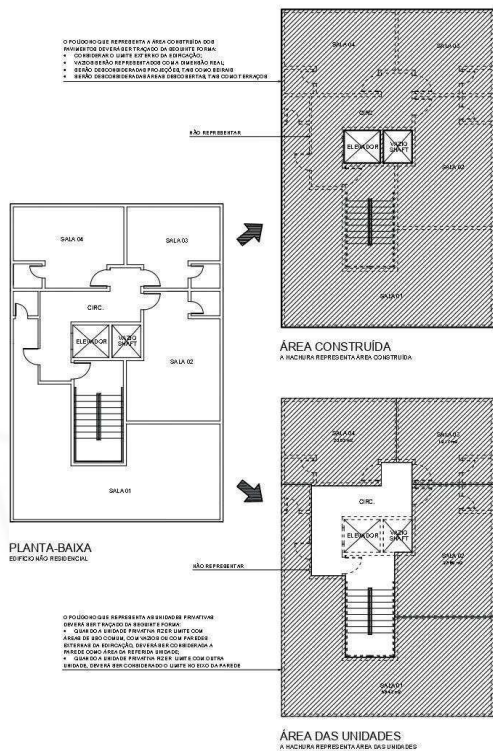 O POLÍGONO QUE REPRESENTA A ÁREA CONSTRUÍDA DOS
PAVIMENTOS DEVERÁ SER TRAÇADO DA SEGUINTE FORMA:
• CONSIDERAR O LIMITE EXTERNO DA EDIFICAÇÃO;
• VAZIOS SERÃO REPRESENTADOS COM A DIMENSÃO REAL;
• SERÃO DESCONSIDERADAS PROJEÇÕES, TAIS COMO BEIRAIS
• SERÃO DESCONSIDERADAS ÁREAS DESCOBERTAS, TAIS COMO TERRAÇOS
NÃO REPRESENTAR
SALA 04
SALA 03
CIRC.
ELEVADOR
VAZIO
SHAFT
SALA 02
SALA 01
ÁREA CONSTRUÍDA
A HACHURA REPRESENTA ÁREA CONSTRUÍDA
SALA 04
SALA 03
CIRC.
ELEVADOR
VAZIO
SHAFT
SALA 02
SALA 01
PLANTA-BAIXA
EDIFÍCIO NÃO RESIDENCIAL
NÃO REPRESENTAR
O POLÍGONO QUE REPRESENTA AS UNIDADES PRIVATIVAS
DEVERÁ SER TRAÇADO DA SEGUINTE FORMA:
• QUANDO A UNIDADE PRIVATIVA FIZER LIMITE COM
ÁREAS DE USO COMUM, COM VAZIOS OU COM PAREDES
EXTERNAS DA EDIFICAÇÃO, DEVERÁ SER CONSIDERADA A
PAREDE COMO ÁREA DA REFERIDA UNIDADE;
• QUANDO A UNIDADE PRIVATIVA FIZER LIMITE COM OUTRA
UNIDADE, DEVERÁ SER CONSIDERADO O LIMITE NO EIXO DA PAREDE
SALA 04
SALA 03
CIRC.
ELEVADOR
VAZIO
SHAFT
SALA 02
SALA 01
ÁREA DAS UNIDADES
A HACHURA REPRESENTA ÁREA DAS UNIDADES